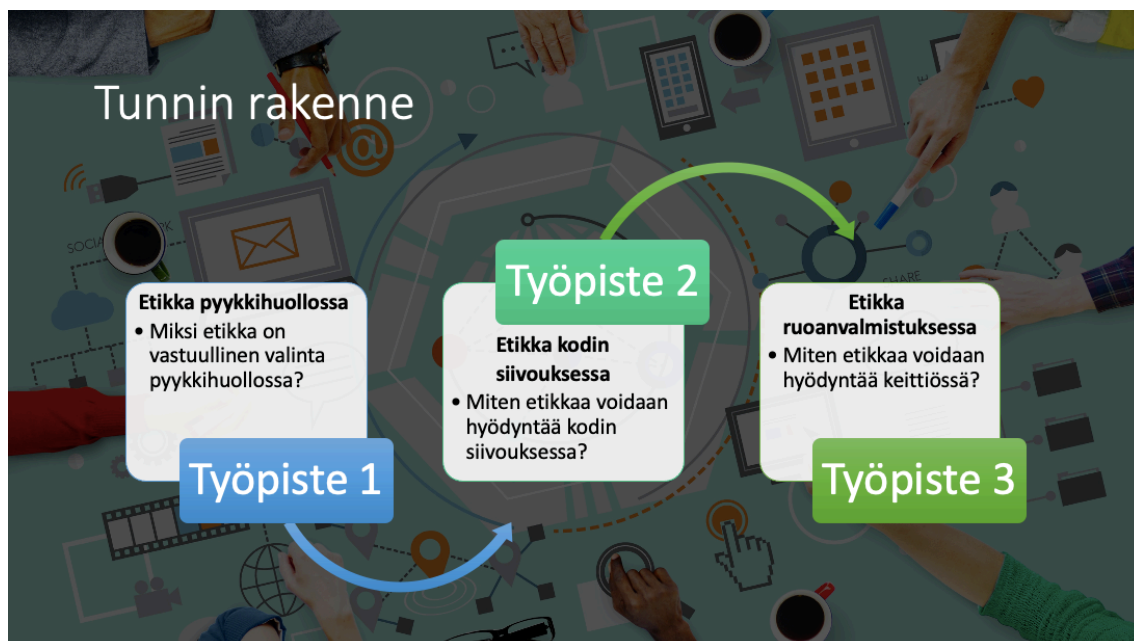 Tunnin rakenne
Etikka pyykkihuollossa
• Miksi etikka on
vastuullinen valinta
pyykkihuollossa?
Työpiste 1
Työpiste 2
Etikka kodin
siivouksessa
• Miten etikkaa voidaan
hyödyntää kodin
siivouksessa?
Etikka
ruoanvalmistuksessa
• Miten etikkaa voidaan
hyödyntää keittiössä?
Työpiste 3
@
SHARE